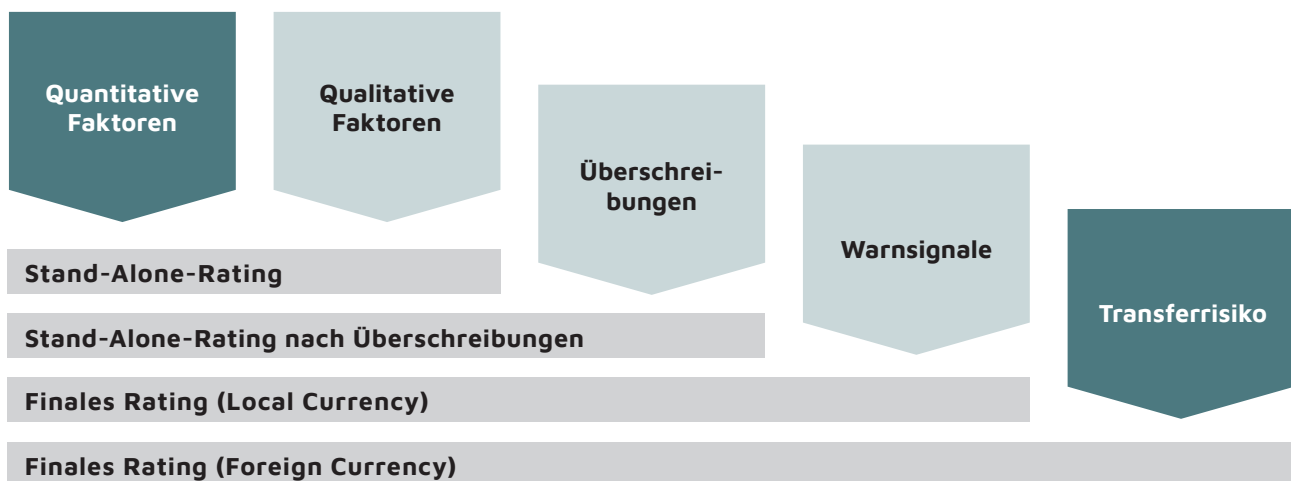 Quantitative
Faktoren
Qualitative
Faktoren
Überschrei-
bungen
Warnsignale
Transferrisiko
Stand-Alone-Rating
Stand-Alone-Rating nach Überschreibungen
Finales Rating (Local Currency)
Finales Rating (Foreign Currency)